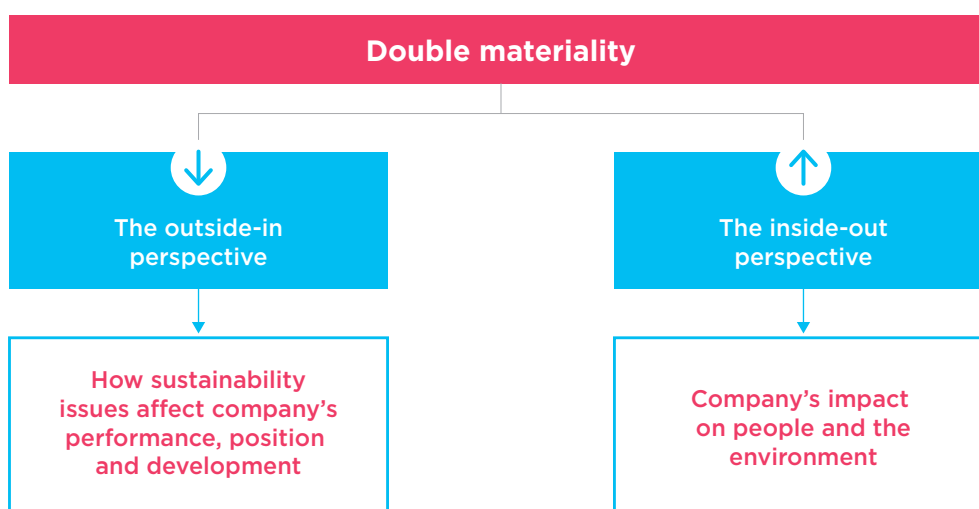 Double materiality
The outside-in
perspective
The inside-out
perspective
How sustainability
issues affect company's
performance, position
and development
Company's impact
on people and the
environment